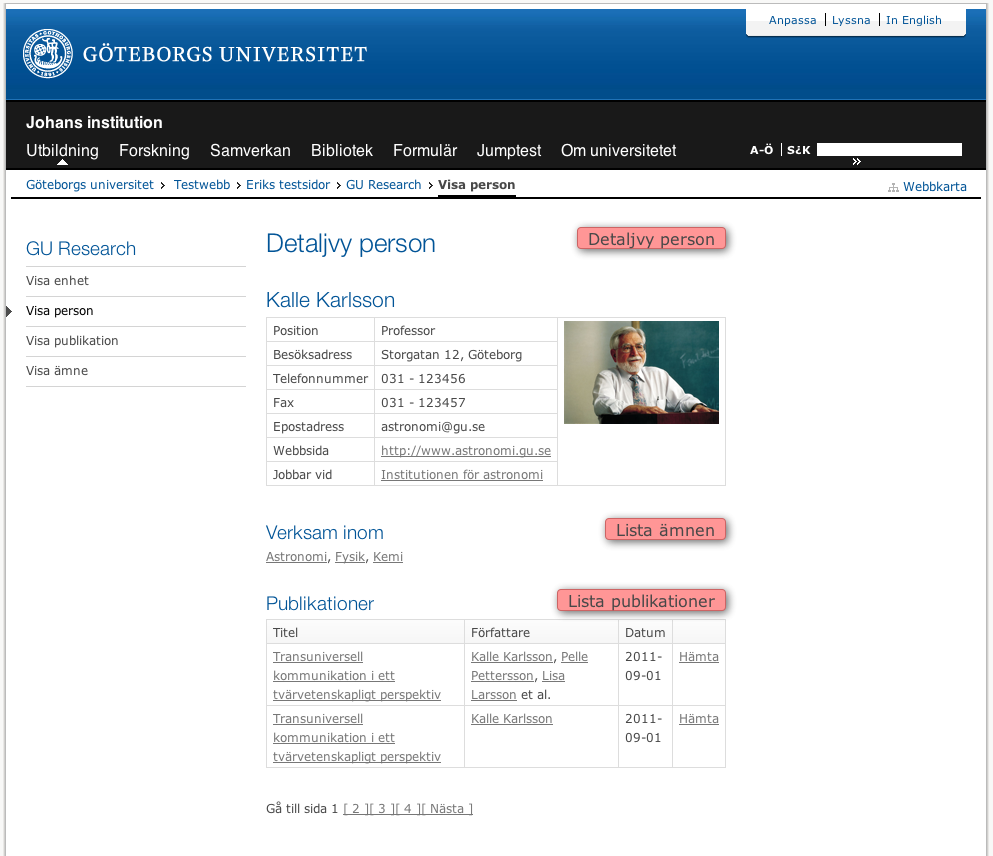 Anpassa | Lyssna | In English
GÖTEBORGS UNIVERSITET
Johans institution
Utbildning Forskning Samverkan Bibliotek Formulär Jumptest Om universitetet
A-Ö | S¿K
»
Göteborgs universitet › Testwebb › Eriks testsidor › GU Research › Visa person
Webbkarta
GU Research
Visa enhet
Visa person
Visa publikation
Visa ämne
Detaljvy person
Detaljvy person
Kalle Karlsson
Position Professor
Besöksadress Storgatan 12, Göteborg
Telefonnummer 031 - 123456
Fax 031 - 123457
Epostadress astronomi@gu.se
Webbsida http://www.astronomi.gu.se
Jobbar vid Institutionen för astronomi
Verksam inom
Lista ämnen
Astronomi, Fysik, Kemi
Publikationer
Lista publikationer
Titel Författare Datum
Transuniversell Kalle Karlsson, Pelle 2011- Hämta
kommunikation i ett Pettersson, Lisa 09-01
tvärvetenskapligt perspektiv Larsson et al.
Transuniversell Kalle Karlsson 2011- Hämta
kommunikation i ett 09-01
tvärvetenskapligt perspektiv
Gå till sida 1 [ 2 ][ 3 ][ 4 ][ Nästa ]